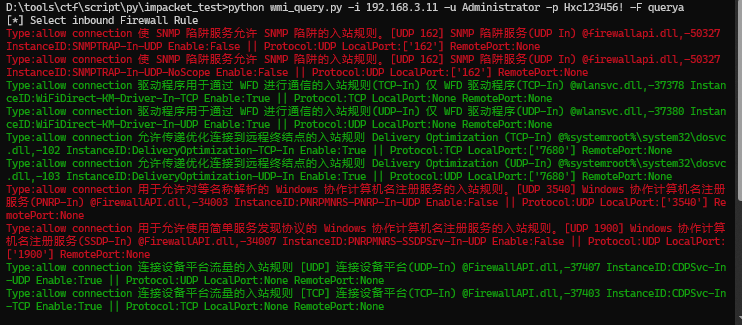 D:\tools\ctf\script\py\impacket_test>python wmi_query.py -i 192.168.3.11 -u Administrator -p Hxc123456! -F querya
[*] Select inbound Firewall Rule
Type:allow connection 使 SNMP 陷阱服务允许 SNMP 陷阱的入站规则。[UDP 162] SNMP 陷阱服务(UDP In) @firewallapi.dll,-50327
InstanceID:SNMPTRAP-In-UDP Enable:False || Protocol:UDP LocalPort:['162'] RemotePort:None
Type:allow connection 使 SNMP 陷阱服务允许 SNMP 陷阱的入站规则。[UDP 162] SNMP 陷阱服务(UDP In) @firewallapi.dll,-50327
InstanceID:SNMPTRAP-In-UDP-NoScope Enable:False || Protocol:UDP LocalPort:['162'] RemotePort:None
Type:allow connection 驱动程序用于通过 WFD 进行通信的入站规则(TCP-In) 仅 WFD 驱动程序(TCP-In) @wlansvc.dll,-37378 Instan
ceID:WiFiDirect-KM-Driver-In-TCP Enable:True || Protocol:TCP LocalPort:None RemotePort:None
Type:allow connection 驱动程序用于通过 WFD 进行通信的入站规则(UDP-In) 仅 WFD 驱动程序(UDP-In) @wlansvc.dll,-37380 Instan
ceID:WiFiDirect-KM-Driver-In-UDP Enable:True || Protocol:UDP LocalPort:None RemotePort:None
Type:allow connection 允许传递优化连接到远程终结点的入站规则 Delivery Optimization (TCP-In) @%systemroot%\system32\dosvc
.dll,-102 InstanceID:DeliveryOptimization-TCP-In Enable:True || Protocol:TCP LocalPort:['7680'] RemotePort:None
Type:allow connection 允许传递优化连接到远程终结点的入站规则 Delivery Optimization (UDP-In) @%systemroot%\system32\dosvc
.dll,-103 InstanceID:DeliveryOptimization-UDP-In Enable:True || Protocol:UDP LocalPort:['7680'] RemotePort:None
Type:allow connection 用于允许对等名称解析的 Windows 协作计算机名注册服务的入站规则。[UDP 3540] Windows 协作计算机名注册
服务(PNRP-In) @FirewallAPI.dll,-34003 InstanceID:PNRPMNRS-PNRP-In-UDP Enable:False || Protocol:UDP LocalPort:['3540'] Re
motePort:None
Type:allow connection 用于允许使用简单服务发现协议的 Windows 协作计算机名注册服务的入站规则。[UDP 1900] Windows 协作计算
机名注册服务(SSDP-In) @FirewallAPI.dll,-34007 InstanceID:PNRPMNRS-SSDPSrv-In-UDP Enable:False || Protocol:UDP LocalPort:
['1900'] RemotePort:None
Type:allow connection 连接设备平台流量的入站规则 [UDP] 连接设备平台(UDP-In) @FirewallAPI.dll,-37407 InstanceID:CDPSvc-In
-UDP Enable:True || Protocol:UDP LocalPort:None RemotePort:None
Type:allow connection 连接设备平台流量的入站规则 [TCP] 连接设备平台(TCP-In) @FirewallAPI.dll,-37403 InstanceID:CDPSvc-In
-TCP Enable:True || Protocol:TCP LocalPort:None RemotePort:None